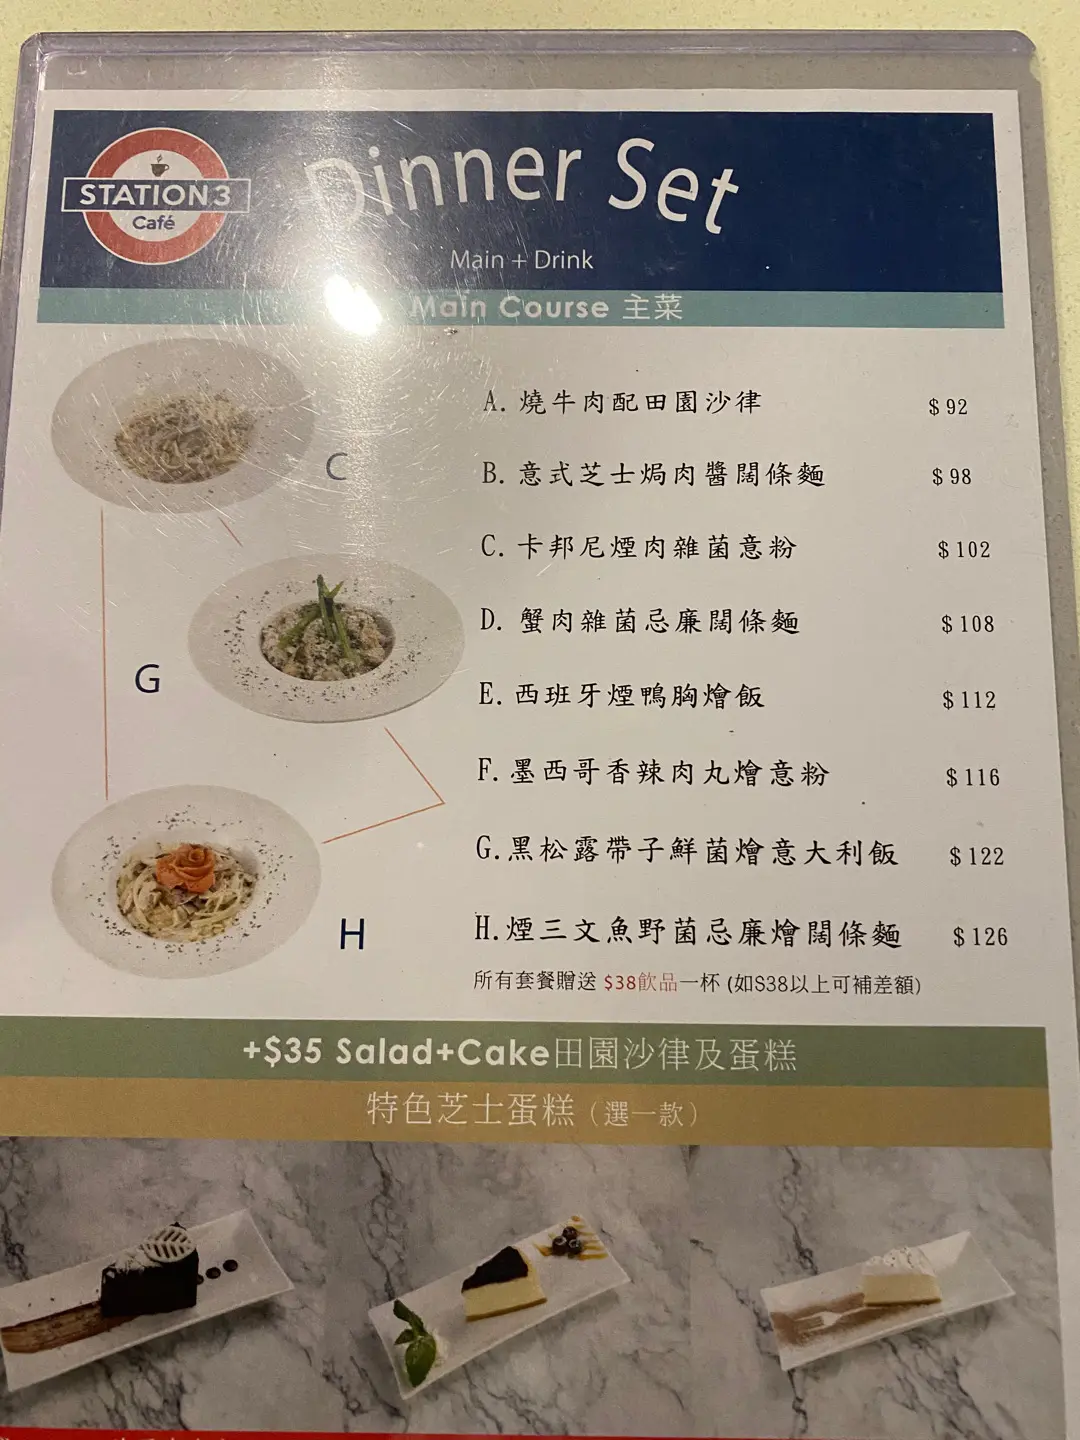 STATION 3
Café
Dinner Set
Main + Drink
Main Course 主菜
A. 燒牛肉配田園沙律 $92
B. 意式芝士焗肉醬闊條麵 $98
C. 卡邦尼煙肉雜菌意粉 $102
D. 蟹肉雜菌忌廉闊條麵 $108
E. 西班牙煙鴨胸燴飯 $112
F. 墨西哥香辣肉丸燴意粉 $116
G. 黑松露帶子鮮菌燴意大利飯 $122
H. 煙三文魚野菌忌廉燴闊條麵 $126
所有套餐贈送 $38飲品一杯 (如$38以上可補差額)
C
G
H
+$35 Salad+Cake田園沙律及蛋糕
特色芝士蛋糕（選一款）